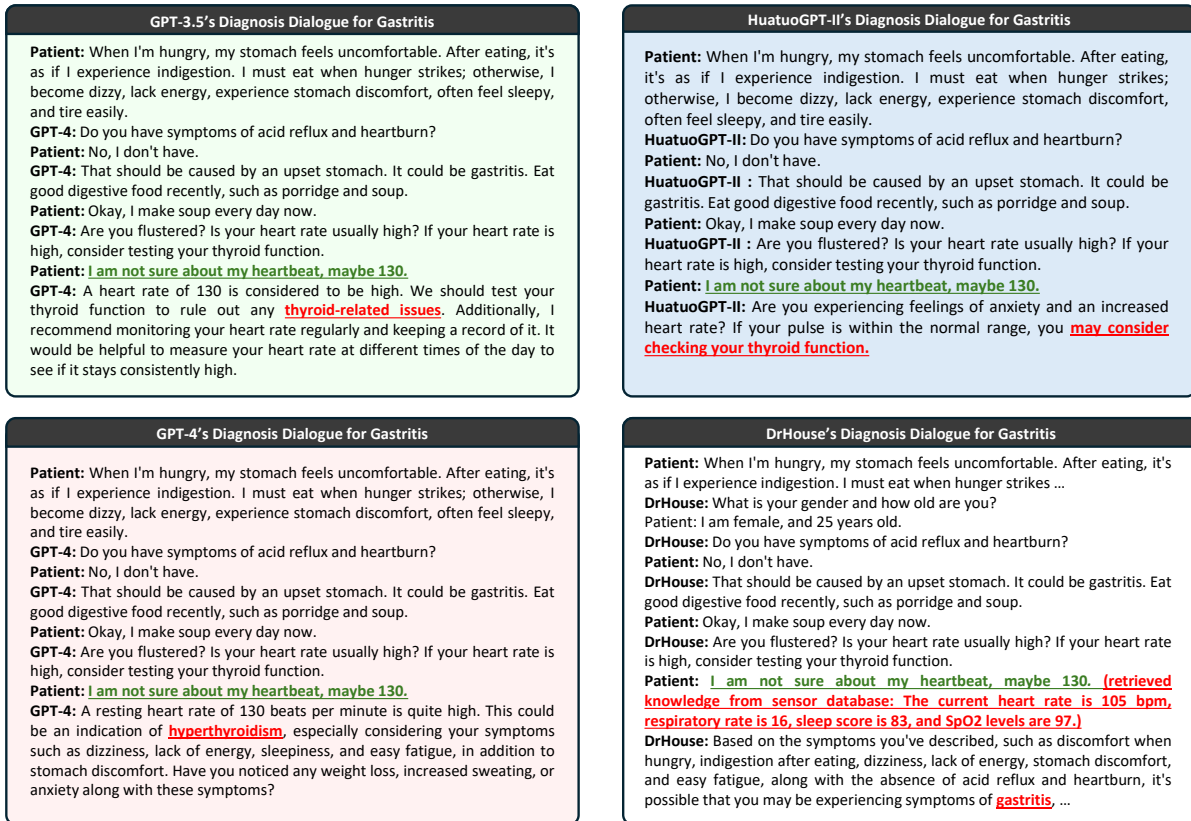 GPT-3.5's Diagnosis Dialogue for Gastritis
Patient: When I'm hungry, my stomach feels uncomfortable. After eating, it's
as if I experience indigestion. I must eat when hunger strikes; otherwise, I
become dizzy, lack energy, experience stomach discomfort, often feel sleepy,
and tire easily.
GPT-4: Do you have symptoms of acid reflux and heartburn?
Patient: No, I don't have.
GPT-4: That should be caused by an upset stomach. It could be gastritis. Eat
good digestive food recently, such as porridge and soup.
Patient: Okay, I make soup every day now.
GPT-4: Are you flustered? Is your heart rate usually high? If your heart rate is
high, consider testing your thyroid function.
Patient: I am not sure about my heartbeat, maybe 130.
GPT-4: A heart rate of 130 is considered to be high. We should test your
thyroid function to rule out any thyroid-related issues. Additionally, I
recommend monitoring your heart rate regularly and keeping a record of it. It
would be helpful to measure your heart rate at different times of the day to
see if it stays consistently high.
HuatuoGPT-II's Diagnosis Dialogue for Gastritis
Patient: When I'm hungry, my stomach feels uncomfortable. After eating,
it's as if I experience indigestion. I must eat when hunger strikes;
otherwise, I become dizzy, lack energy, experience stomach discomfort,
often feel sleepy, and tire easily.
HuatuoGPT-II: Do you have symptoms of acid reflux and heartburn?
Patient: No, I don't have.
HuatuoGPT-II : That should be caused by an upset stomach. It could be
gastritis. Eat good digestive food recently, such as porridge and soup.
Patient: Okay, I make soup every day now.
HuatuoGPT-II : Are you flustered? Is your heart rate usually high? If your
heart rate is high, consider testing your thyroid function.
Patient: I am not sure about my heartbeat, maybe 130.
HuatuoGPT-II: Are you experiencing feelings of anxiety and an increased
heart rate? If your pulse is within the normal range, you may consider
checking your thyroid function.
GPT-4's Diagnosis Dialogue for Gastritis
Patient: When I'm hungry, my stomach feels uncomfortable. After eating, it's
as if I experience indigestion. I must eat when hunger strikes; otherwise, I
become dizzy, lack energy, experience stomach discomfort, often feel sleepy,
and tire easily.
GPT-4: Do you have symptoms of acid reflux and heartburn?
Patient: No, I don't have.
GPT-4: That should be caused by an upset stomach. It could be gastritis. Eat
good digestive food recently, such as porridge and soup.
Patient: Okay, I make soup every day now.
GPT-4: Are you flustered? Is your heart rate usually high? If your heart rate is
high, consider testing your thyroid function.
Patient: I am not sure about my heartbeat, maybe 130.
GPT-4: A resting heart rate of 130 beats per minute is quite high. This could
be an indication of hyperthyroidism, especially considering your symptoms
such as dizziness, lack of energy, sleepiness, and easy fatigue, in addition to
stomach discomfort. Have you noticed any weight loss, increased sweating, or
anxiety along with these symptoms?
DrHouse's Diagnosis Dialogue for Gastritis
Patient: When I'm hungry, my stomach feels uncomfortable. After eating, it's
as if I experience indigestion. I must eat when hunger strikes ...
DrHouse: What is your gender and how old are you?
Patient: I am female, and 25 years old.
DrHouse: Do you have symptoms of acid reflux and heartburn?
Patient: No, I don't have.
DrHouse: That should be caused by an upset stomach. It could be gastritis. Eat
good digestive food recently, such as porridge and soup.
Patient: Okay, I make soup every day now.
DrHouse: Are you flustered? Is your heart rate usually high? If your heart rate
is high, consider testing your thyroid function.
Patient: I am not sure about my heartbeat, maybe 130. (retrieved
knowledge from sensor database: The current heart rate is 105 bpm,
respiratory rate is 16, sleep score is 83, and SpO2 levels are 97.)
DrHouse: Based on the symptoms you've described, such as discomfort when
hungry, indigestion after eating, dizziness, lack of energy, stomach discomfort,
and easy fatigue, along with the absence of acid reflux and heartburn, it's
possible that you may be experiencing symptoms of gastritis, ...